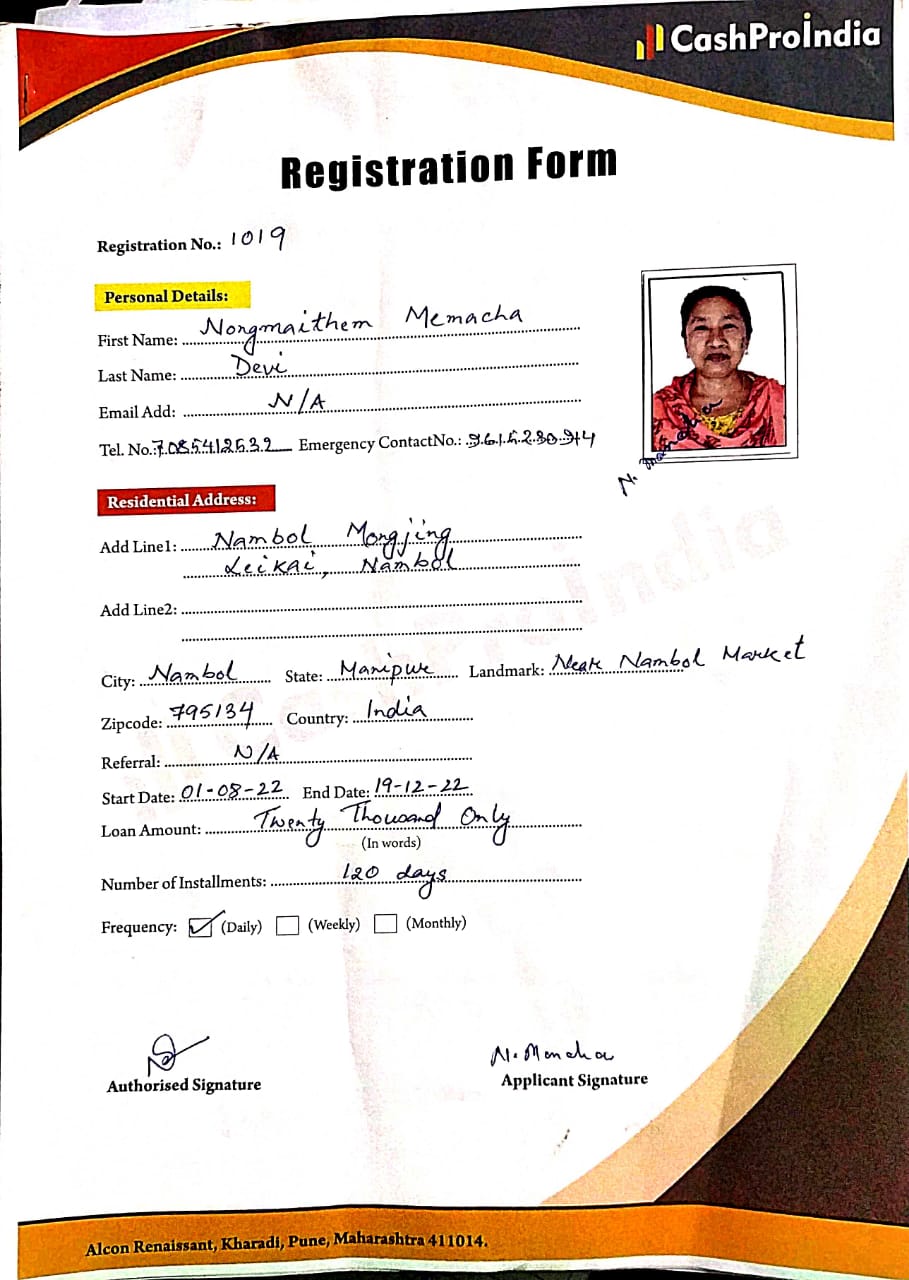 CashProIndia
Registration Form
Registration No.: 1019
Personal Details:
First Name: Nongmaithem Memacha
Last Name: Devi
Email Add: N/A
Tel. No.: 7085412532 Emergency ContactNo.: 9615230914
N. Memcha
Residential Address:
Add Line1: Nambol Mongjing
Leikai, Nambol
Add Line2:
City: Nambol State: Manipur Landmark: Near Nambol Market
Zipcode: 795134 Country: India
Referral: N/A
Start Date: 01-08-22 End Date: 19-12-22
Loan Amount: Twenty Thousand Only
(In words)
Number of Installments: 120 days
Frequency: (Daily) (Weekly) (Monthly)
N. Memcha
Authorised Signature
Applicant Signature
Alcon Renaissant, Kharadi, Pune, Maharashtra 411014.